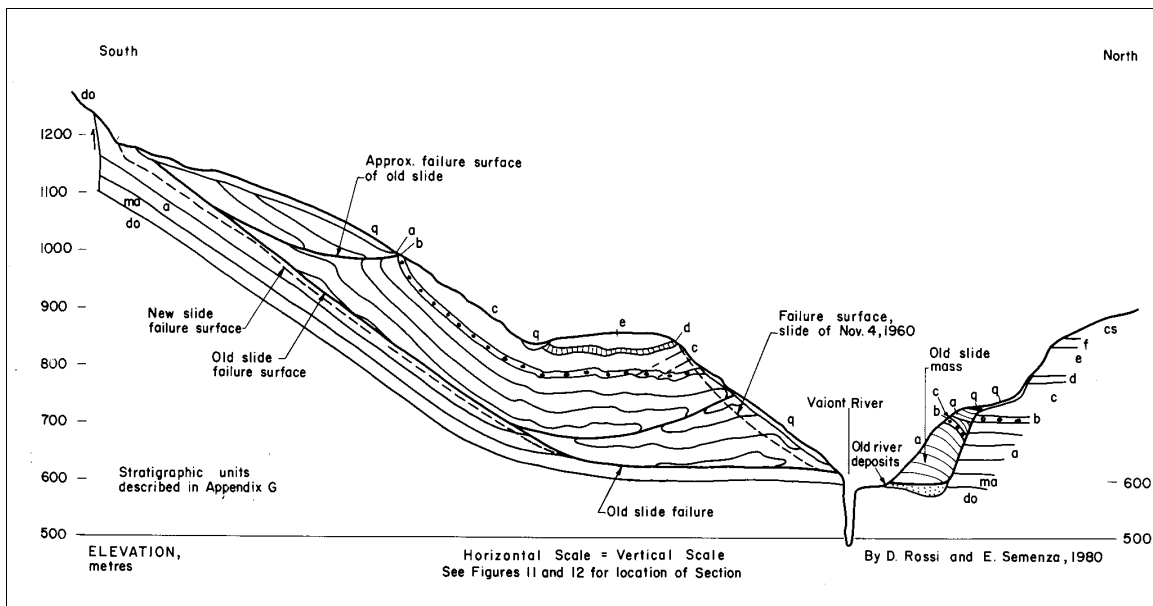 South
North
do
1200
1100
1000
900
800
700
600
500
ma
a
do
Approx. failure surface
of old slide
q
a
b
c
q
e
d
c
New slide
failure surface
Old slide
failure surface
Failure surface,
slide of Nov. 4, 1960
q
Vaiont River
Old river
deposits
Old slide
mass
cs
f
e
d
c
q
q
a
c
b
b
a
a
ma
do
600
500
Stratigraphic units
described in Appendix G
Old slide failure
ELEVATION,
metres
Horizontal Scale = Vertical Scale
See Figures 11 and 12 for location of Section
By D. Rossi and E. Semenza, 1980